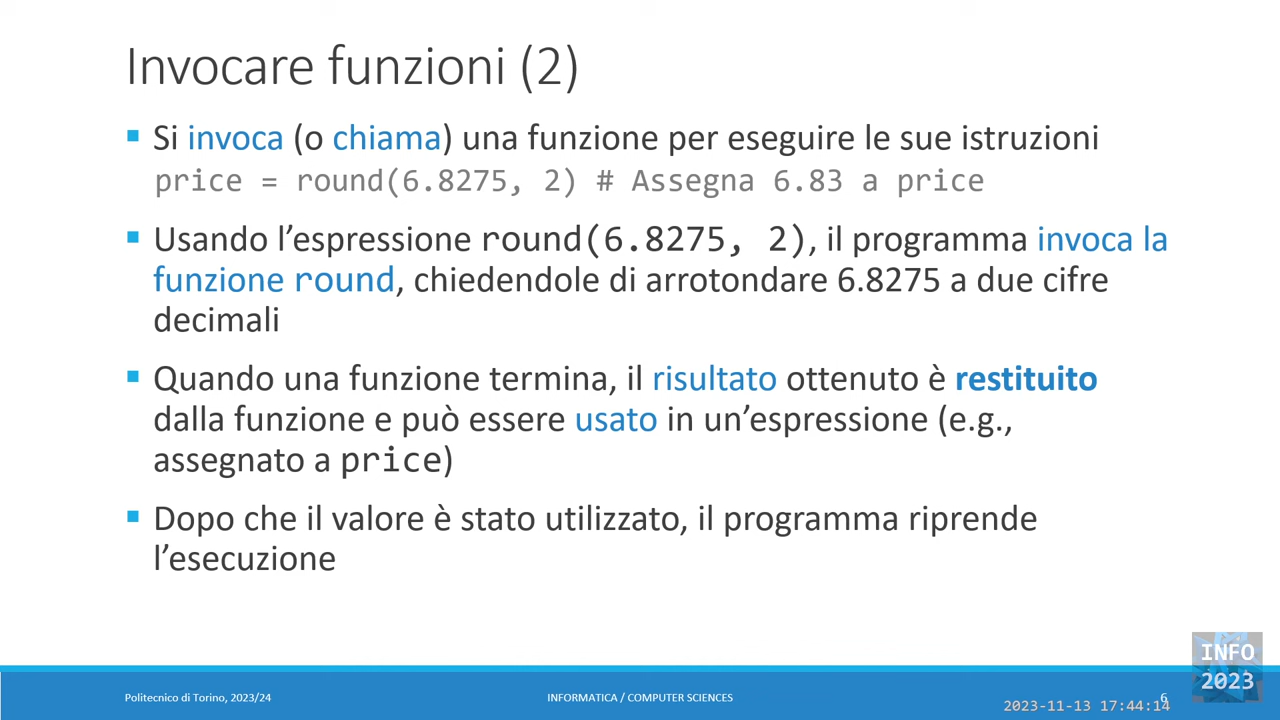 Invocare funzioni (2)
▪ Si invoca (o chiama) una funzione per eseguire le sue istruzioni
price = round(6.8275, 2) # Assegna 6.83 a price
▪ Usando l’espressione round(6.8275, 2), il programma invoca la
funzione round, chiedendole di arrotondare 6.8275 a due cifre
decimali
▪ Quando una funzione termina, il risultato ottenuto è restituito
dalla funzione e può essere usato in un’espressione (e.g.,
assegnato a price)
▪ Dopo che il valore è stato utilizzato, il programma riprende
l’esecuzione
Politecnico di Torino, 2023/24
INFORMATICA / COMPUTER SCIENCES
6
2023-11-13 17:44:14
INFO
2023